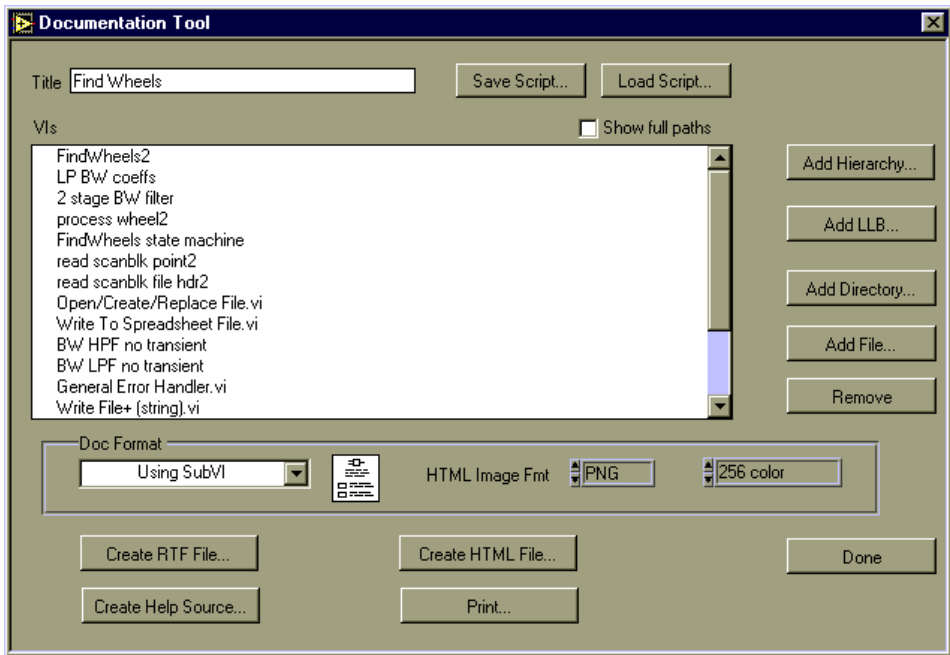 Documentation Tool
Title Find Wheels Save Script... Load Script...
VIs Show full paths
FindWheels2
LP BW coeffs
2 stage BW filter
process wheel2
FindWheels state machine
read scanblk point2
read scanblk file hdr2
Open/Create/Replace File.vi
Write To Spreadsheet File.vi
BW HPF no transient
BW LPF no transient
General Error Handler.vi
Write File+ (string).vi
Add Hierarchy...
Add LLB...
Add Directory...
Add File...
Remove
Doc Format
Using SubVI HTML Image Fmt PNG 256 color
Create RTF File... Create HTML File... Done
Create Help Source... Print...